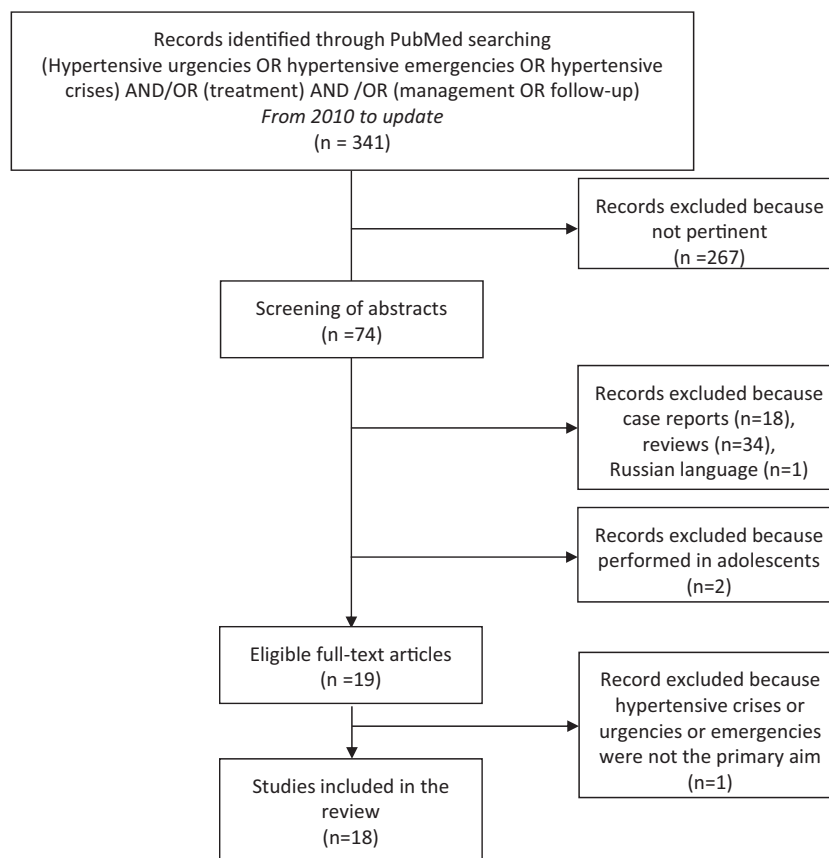 Records identified through PubMed searching
(Hypertensive urgencies OR hypertensive emergencies OR hypertensive
crises) AND/OR (treatment) AND /OR (management OR follow-up)
From 2010 to update
(n = 341)
Records excluded because
not pertinent
(n =267)
Screening of abstracts
(n =74)
Records excluded because
case reports (n=18),
reviews (n=34),
Russian language (n=1)
Records excluded because
performed in adolescents
(n=2)
Eligible full-text articles
(n =19)
Record excluded because
hypertensive crises or
urgencies or emergencies
were not the primary aim
(n=1)
Studies included in the
review
(n=18)